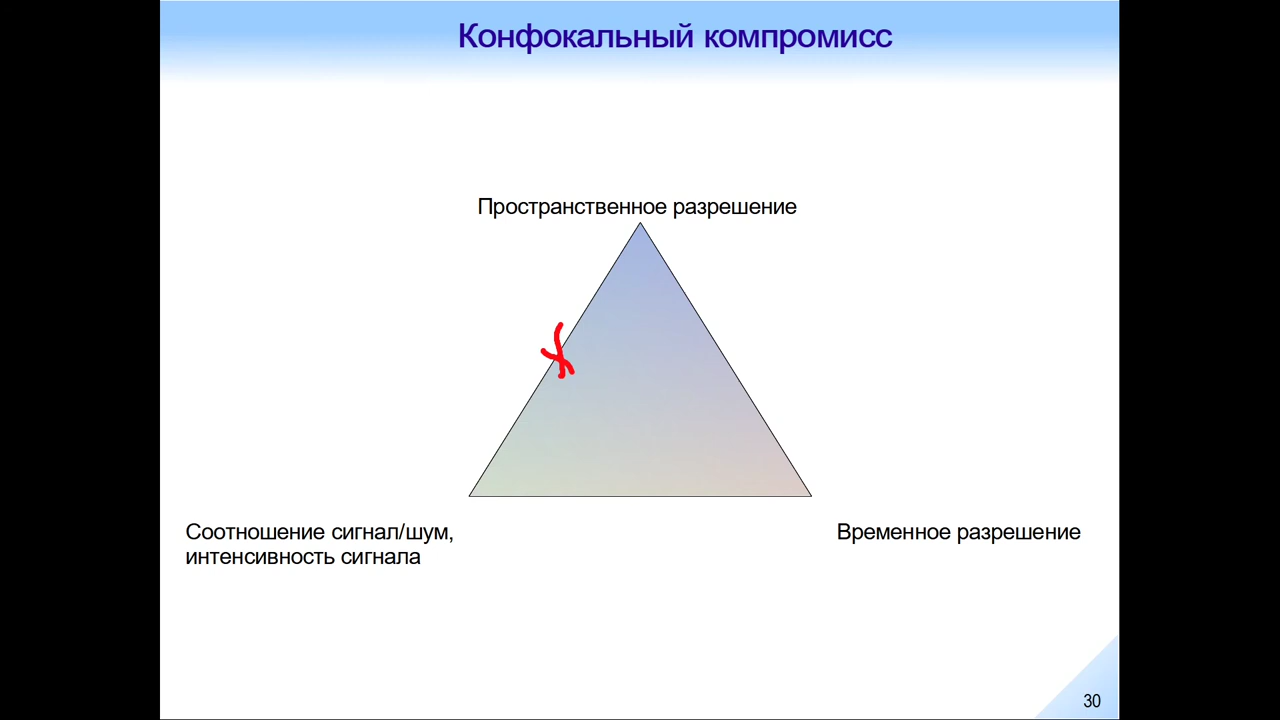 Конфокальный компромисс
Пространственное разрешение
Соотношение сигнал/шум,
интенсивность сигнала
Временное разрешение
30